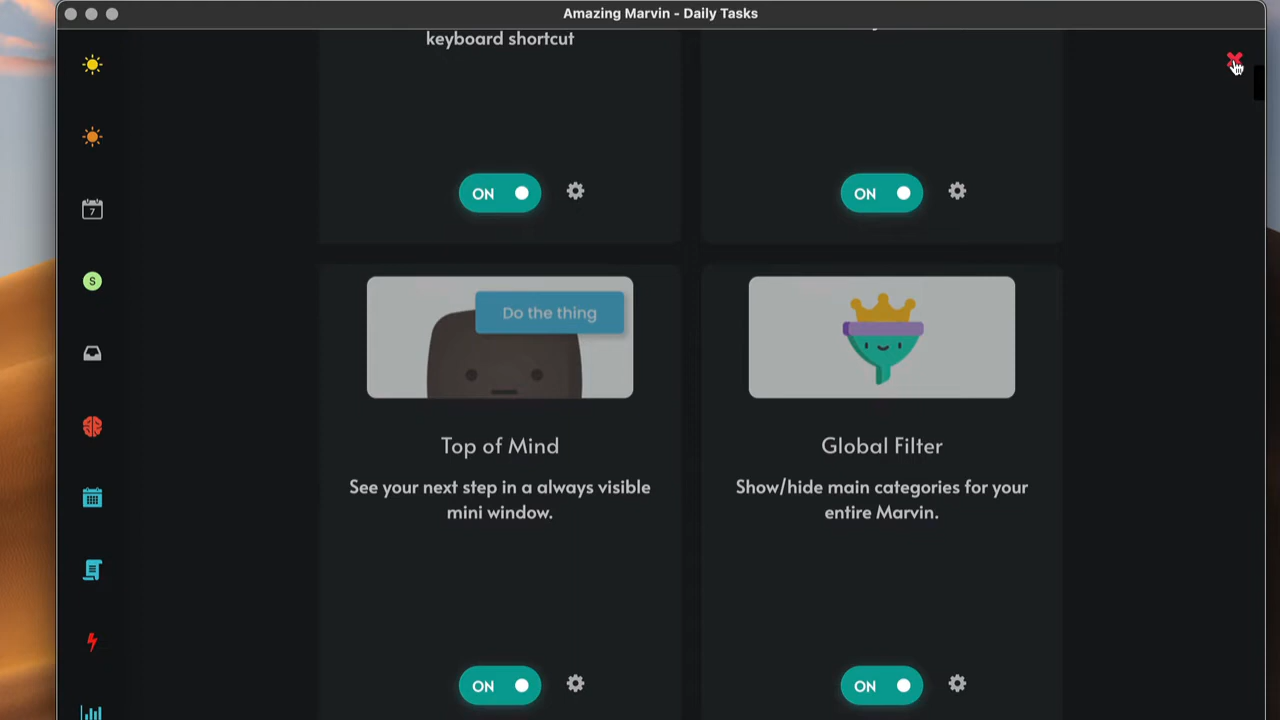 Amazing Marvin - Daily Tasks
keyboard shortcut
ON
ON
7
S
Do the thing
Top of Mind
Global Filter
See your next step in a always visible
mini window.
Show/hide main categories for your
entire Marvin.
ON
ON